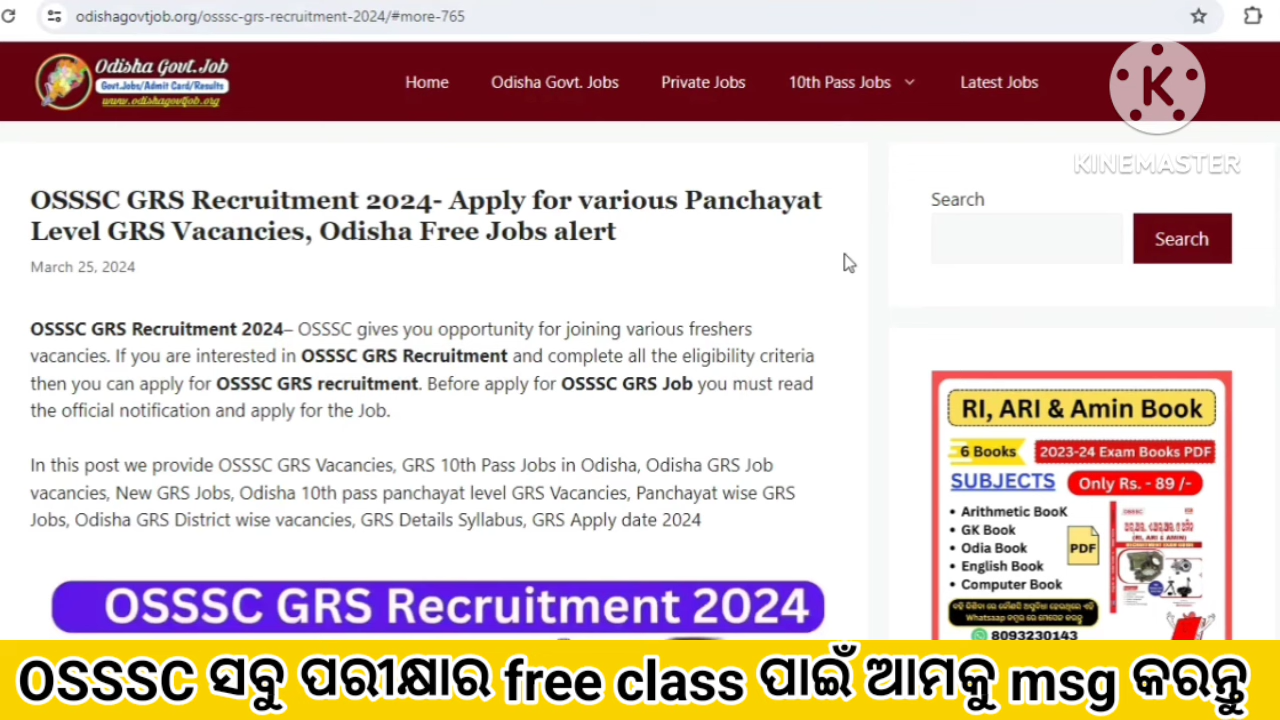 odishagovtjob.org/osssc-grs-recruitment-2024/#more-765
Odisha Govt.Job
Govt.Jobs/Admit Card/Results
www.odishagovtjob.org
Home
Odisha Govt. Jobs
Private Jobs
10th Pass Jobs
Latest Jobs
K
KINEMASTER
OSSSC GRS Recruitment 2024- Apply for various Panchayat
Level GRS Vacancies, Odisha Free Jobs alert
March 25, 2024
OSSSC GRS Recruitment 2024– OSSSC gives you opportunity for joining various freshers
vacancies. If you are interested in OSSSC GRS Recruitment and complete all the eligibility criteria
then you can apply for OSSSC GRS recruitment. Before apply for OSSSC GRS Job you must read
the official notification and apply for the Job.
In this post we provide OSSSC GRS Vacancies, GRS 10th Pass Jobs in Odisha, Odisha GRS Job
vacancies, New GRS Jobs, Odisha 10th pass panchayat level GRS Vacancies, Panchayat wise GRS
Jobs, Odisha GRS District wise vacancies, GRS Details Syllabus, GRS Apply date 2024
OSSSC GRS Recruitment 2024
Search
Search
RI, ARI & Amin Book
6 Books
2023-24 Exam Books PDF
SUBJECTS
Only Rs. - 89 /-
• Arithmetic BooK
• GK Book
• Odia Book
• English Book
• Computer Book
PDF
OSSSC
(RI, ARI & AMIN)
8093230143
OSSSC ସବୁ ପରୀକ୍ଷାର free class ପାଇଁ ଆମକୁ msg କରନ୍ତୁ